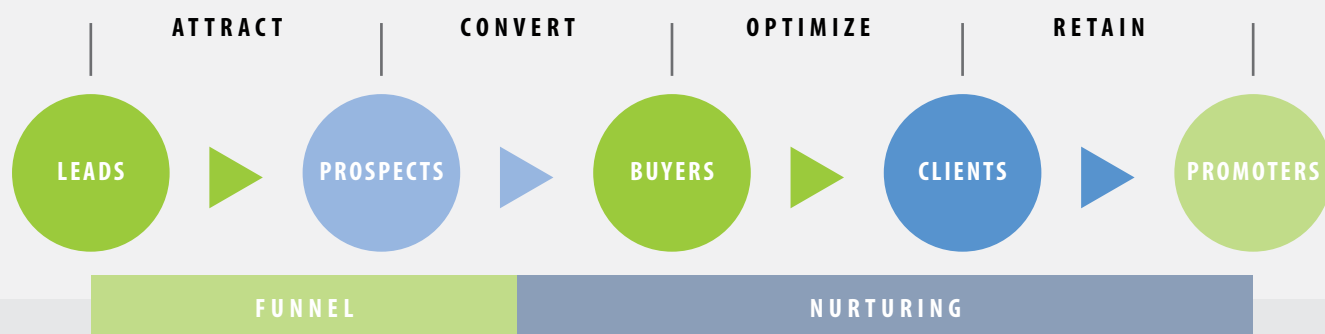 ATTRACT CONVERT OPTIMIZE RETAIN
LEADS PROSPECTS BUYERS CLIENTS PROMOTERS
FUNNEL NURTURING